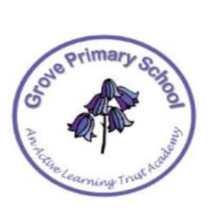 Grove Primary School
An Active Learning Trust Academy